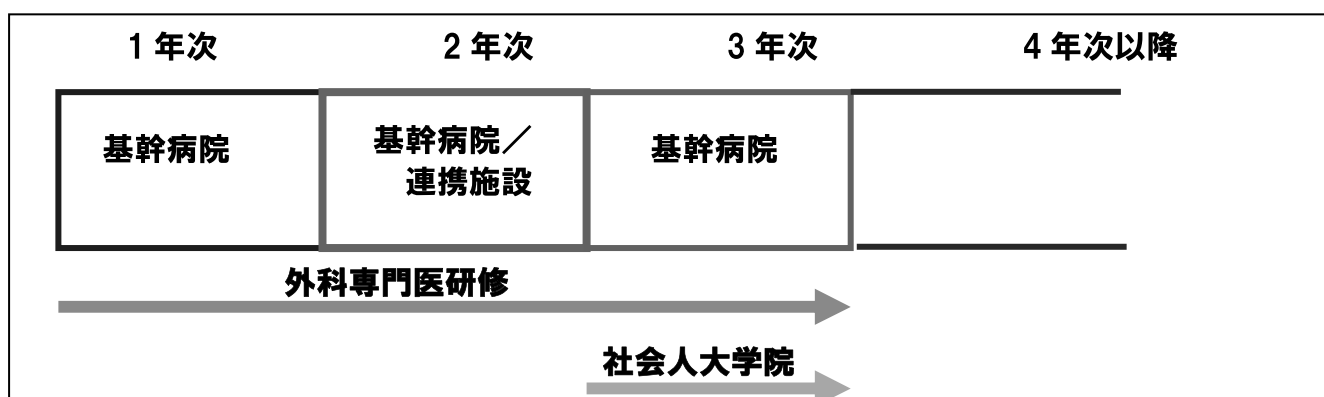 1 年次 2 年次 3 年次 4 年次以降
基幹病院
基幹病院／
連携施設
基幹病院
外科専門医研修
社会人大学院